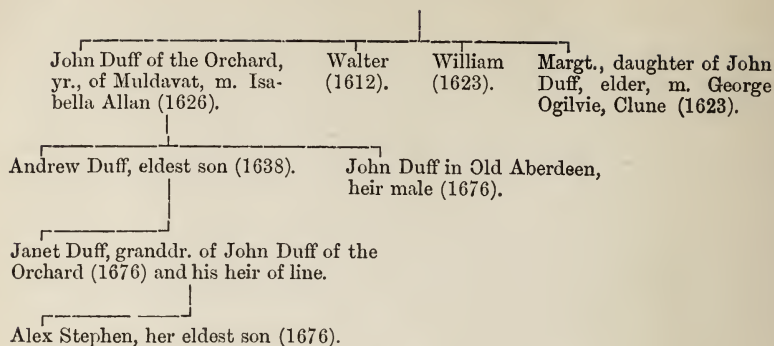 John Duff of the Orchard,
yr., of Muldavat, m. Isa-
bella Allan (1626).
Walter
(1612).
William
(1623).
Margt., daughter of John
Duff, elder, m. George
Ogilvie, Clune (1623).
Andrew Duff, eldest son (1638).
John Duff in Old Aberdeen,
heir male (1676).
Janet Duff, granddr. of John Duff of the
Orchard (1676) and his heir of line.
Alex Stephen, her eldest son (1676).